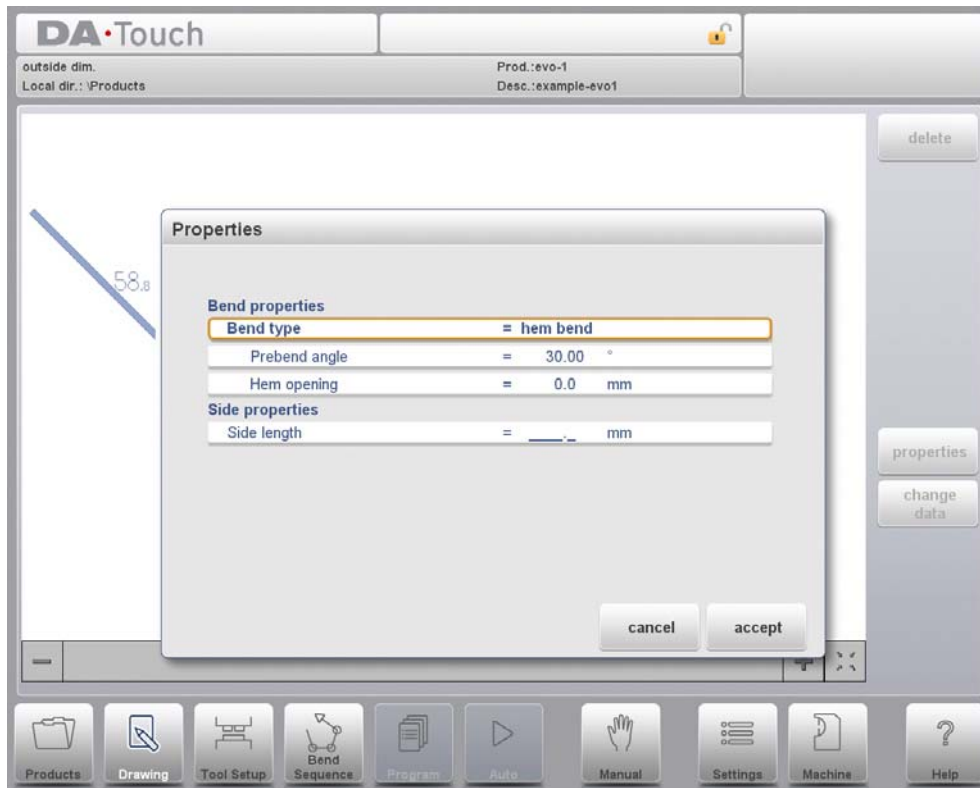 DA•Touch
outside dim.
Local dir.: \Products
Prod.:evo-1
Desc.:example-evo1
delete
58.8
Properties
Bend properties
Bend type = hem bend
Prebend angle = 30.00 °
Hem opening = 0.0 mm
Side properties
Side length = ____._ mm
properties
change
data
cancel
accept
Products
Drawing
Tool Setup
Bend
Sequence
Program
Auto
Manual
Settings
Machine
Help